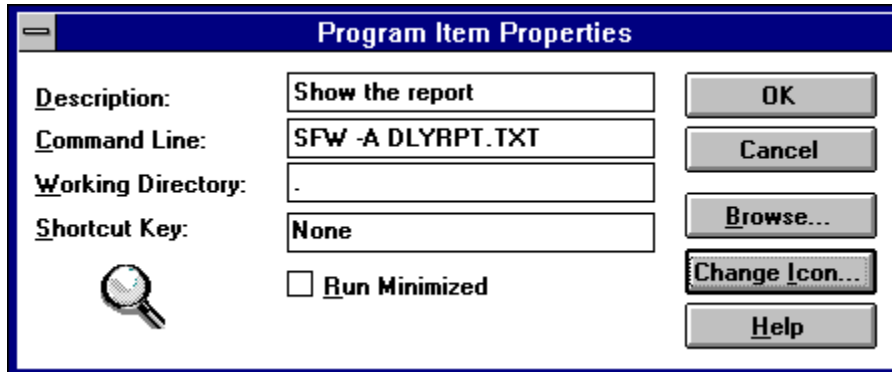 Program Item Properties
Description: Show the report OK
Command Line: SFW -A DLYRPT.TXT Cancel
Working Directory: .
Browse...
Shortcut Key: None
Change Icon...
Run Minimized
Help